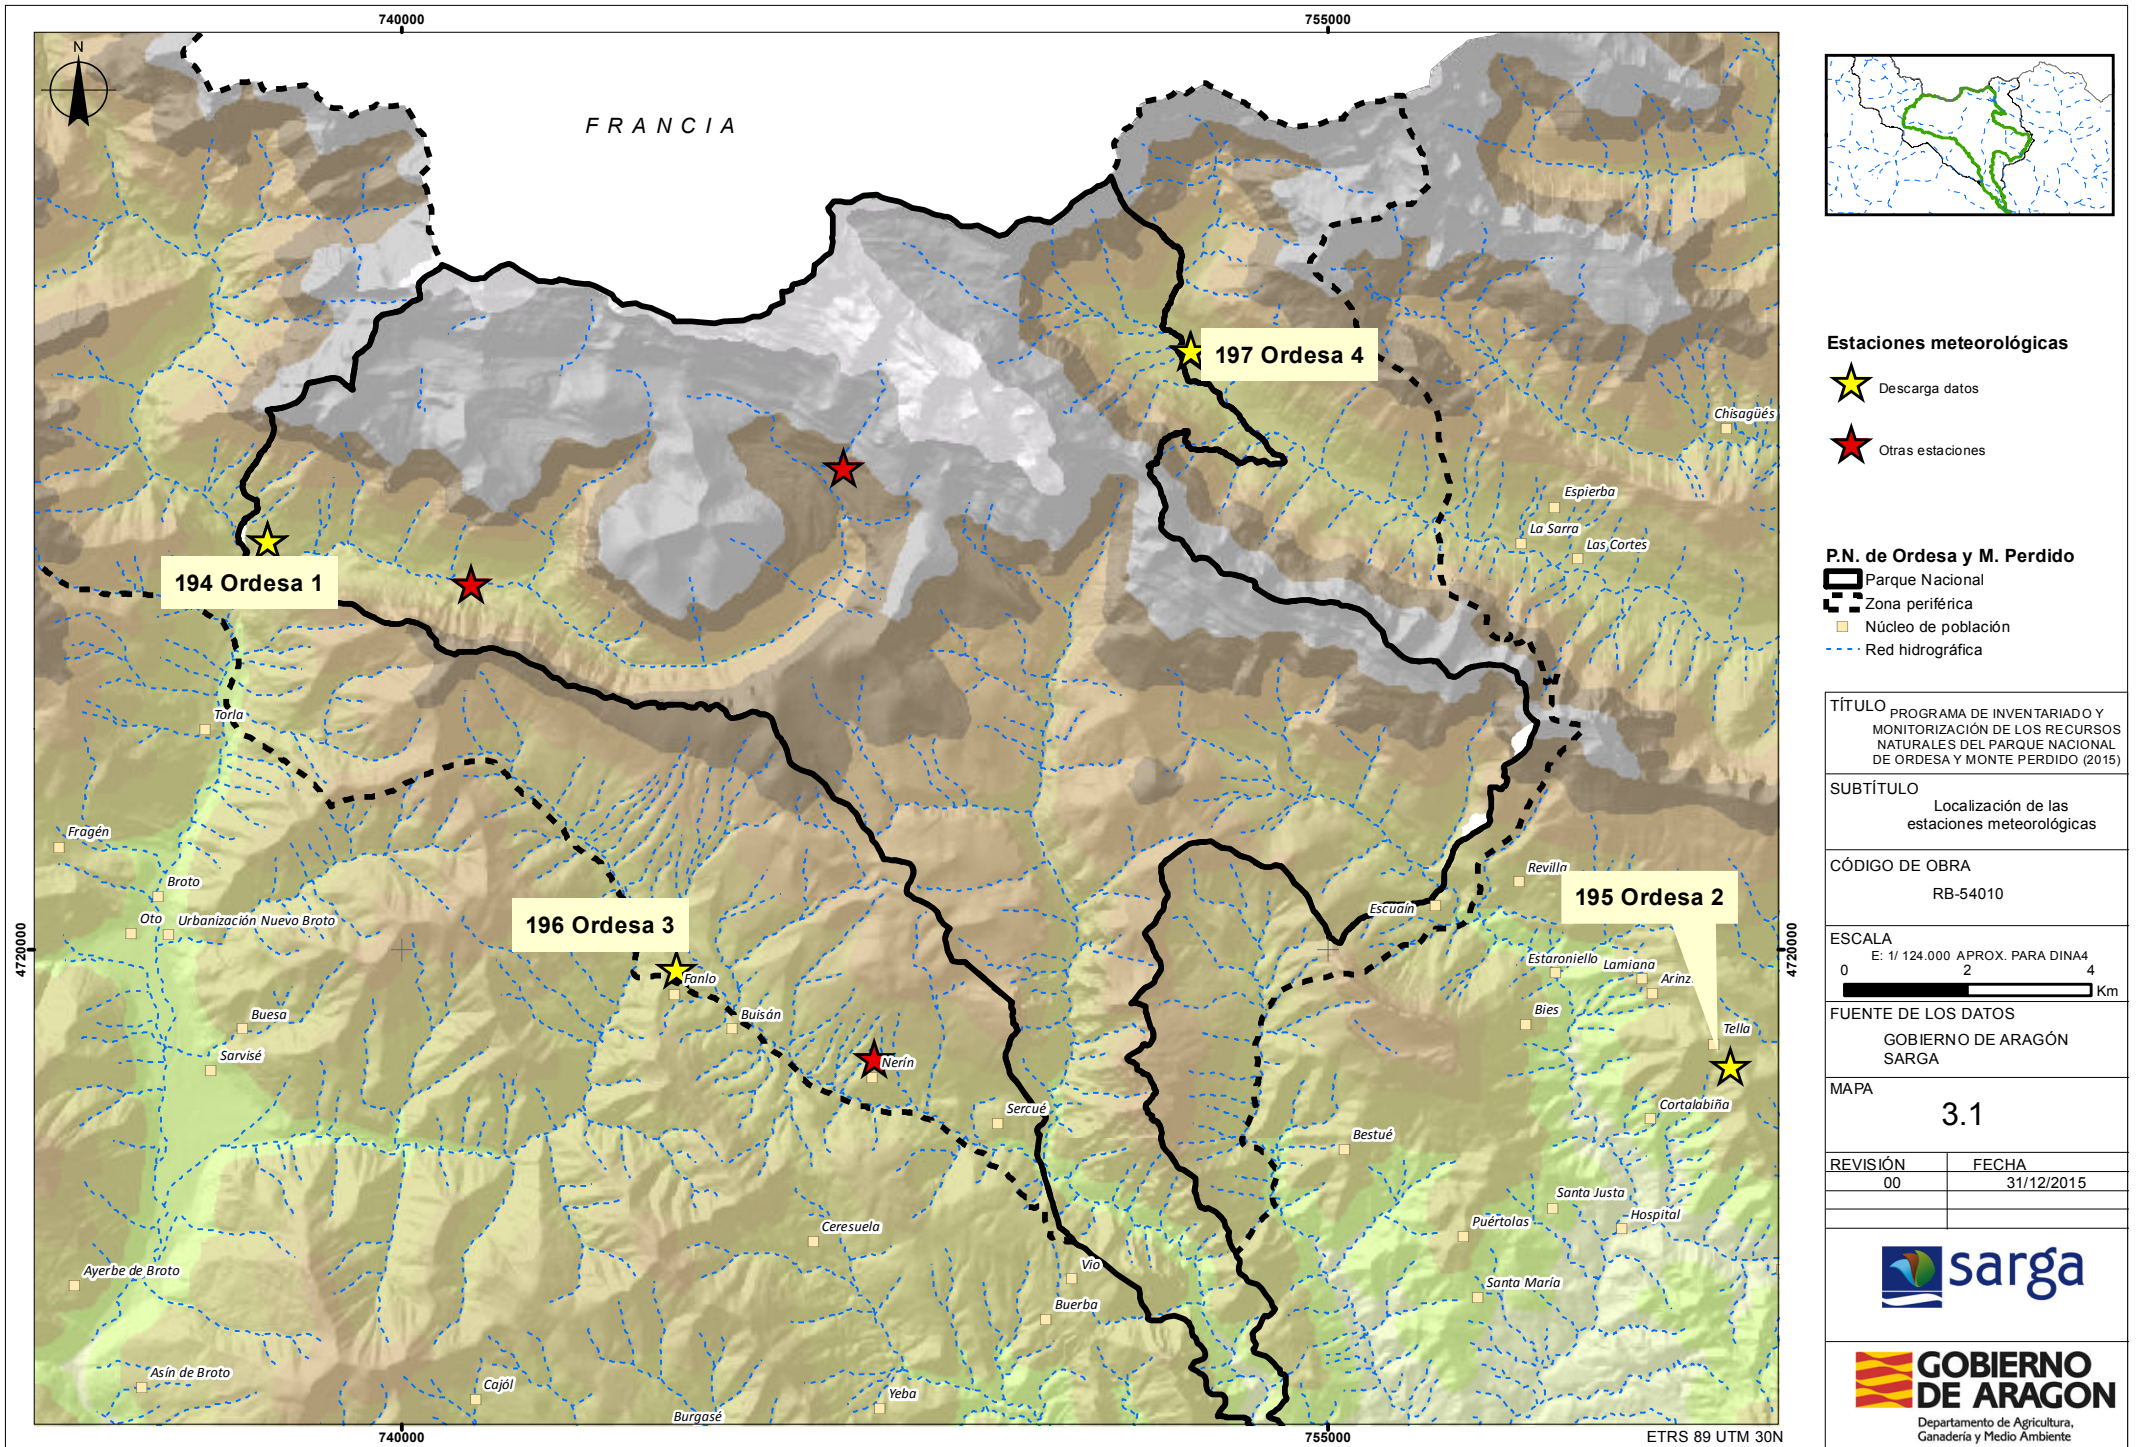 740000
755000
N
FRANCIA
197 Ordesa 4
Chisagüés
Espierba
La Sarra
Las Cortes
194 Ordesa 1
Torla
Fragén
Broto
Oto
Urbanización Nuevo Broto
196 Ordesa 3
Fanlo
Buisán
Buesa
Sarvisé
Nerín
Sercué
Revilla
195 Ordesa 2
Escuaín
Estaroniello
Lamiana
Arinz
Bies
Tella
Cortalabiña
Bestué
Santa Justa
Hospital
Puértolas
Ceresuela
Vio
Santa María
Buerba
Ayerbe de Broto
Asín de Broto
Cajól
Burgasé
Yeba
4720000
4720000
740000
755000
ETRS 89 UTM 30N
Estaciones meteorológicas
Descarga datos
Otras estaciones
P.N. de Ordesa y M. Perdido
Parque Nacional
Zona periférica
Núcleo de población
Red hidrográfica
TÍTULO
PROGRAMA DE INVENTARIADO Y
MONITORIZACIÓN DE LOS RECURSOS
NATURALES DEL PARQUE NACIONAL
DE ORDESA Y MONTE PERDIDO (2015)
SUBTÍTULO
Localización de las
estaciones meteorológicas
CÓDIGO DE OBRA
RB-54010
ESCALA
E: 1/ 124.000 APROX. PARA DINA4
0 2 4
Km
FUENTE DE LOS DATOS
GOBIERNO DE ARAGÓN
SARGA
MAPA
3.1
REVISIÓN FECHA
00 31/12/2015
sarga
GOBIERNO
DE ARAGON
Departamento de Agricultura,
Ganadería y Medio Ambiente